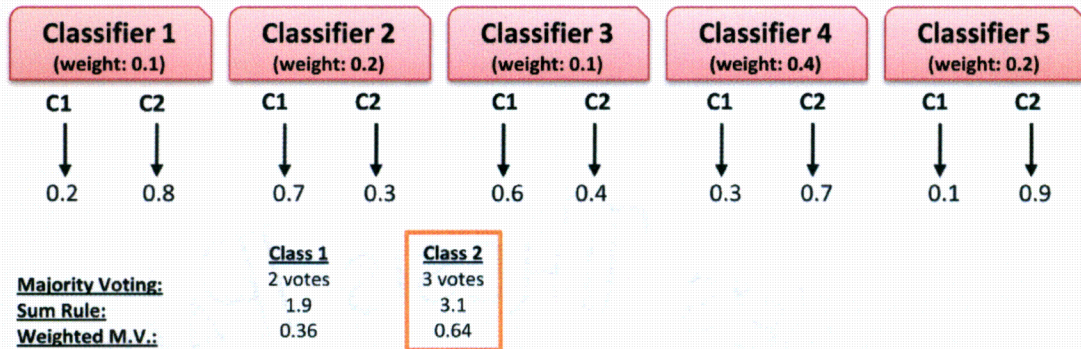 Classifier 1 Classifier 2 Classifier 3 Classifier 4 Classifier 5
(weight: 0.1) (weight: 0.2) (weight: 0.1) (weight: 0.4) (weight: 0.2)
C1 C2 C1 C2 C1 C2 C1 C2 C1 C2
0.2 0.8 0.7 0.3 0.6 0.4 0.3 0.7 0.1 0.9
Class 1 Class 2
Majority Voting: 2 votes 3 votes
Sum Rule: 1.9 3.1
Weighted M.V.: 0.36 0.64